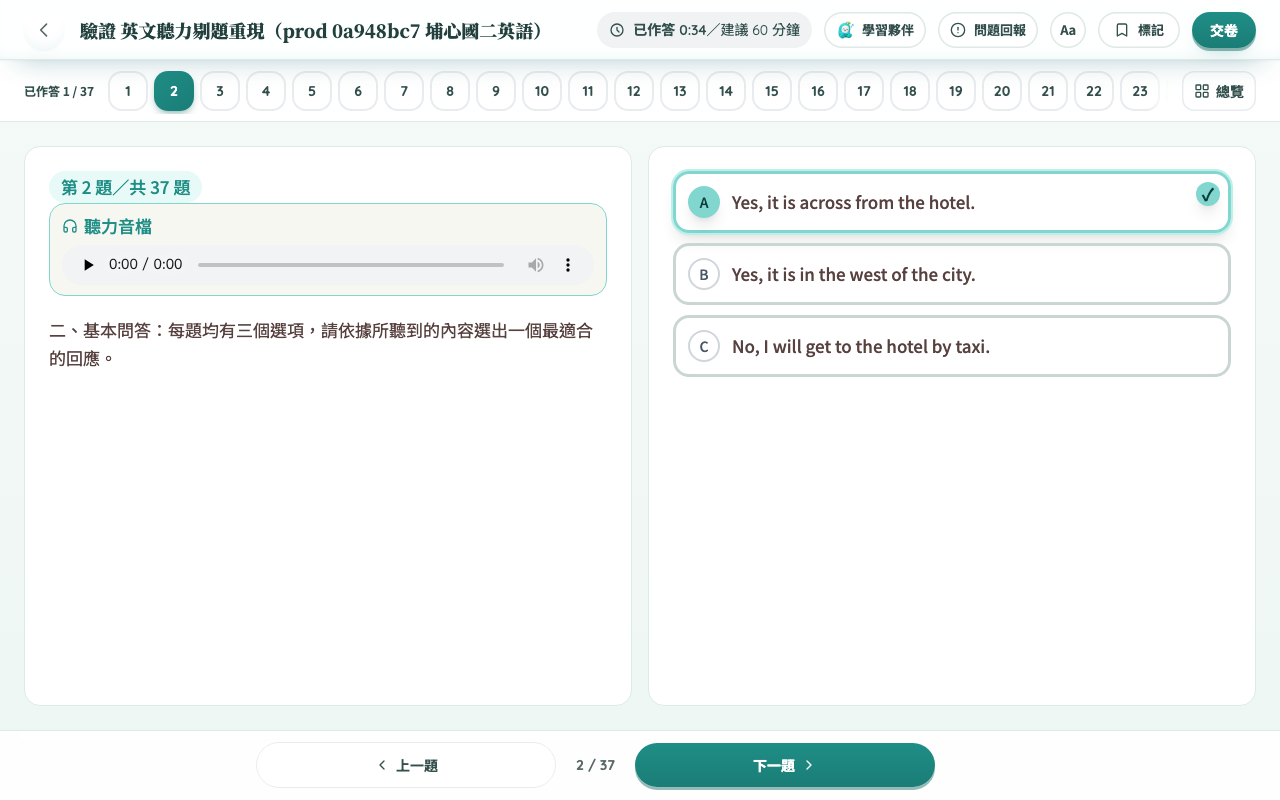 驗證 英文聽力剔題重現（prod 0a948bc7 埔心國二英語）
已作答 0:34／建議 60 分鐘
學習夥伴
問題回報
Aa
標記
交卷
已作答 1 / 37
1 2 3 4 5 6 7 8 9 10 11 12 13 14 15 16 17 18 19 20 21 22 23
總覽
第 2 題／共 37 題
聽力音檔
0:00 / 0:00
二、基本問答：每題均有三個選項，請依據所聽到的內容選出一個最適合
的回應。
A Yes, it is across from the hotel.
B Yes, it is in the west of the city.
C No, I will get to the hotel by taxi.
上一題
2 / 37
下一題